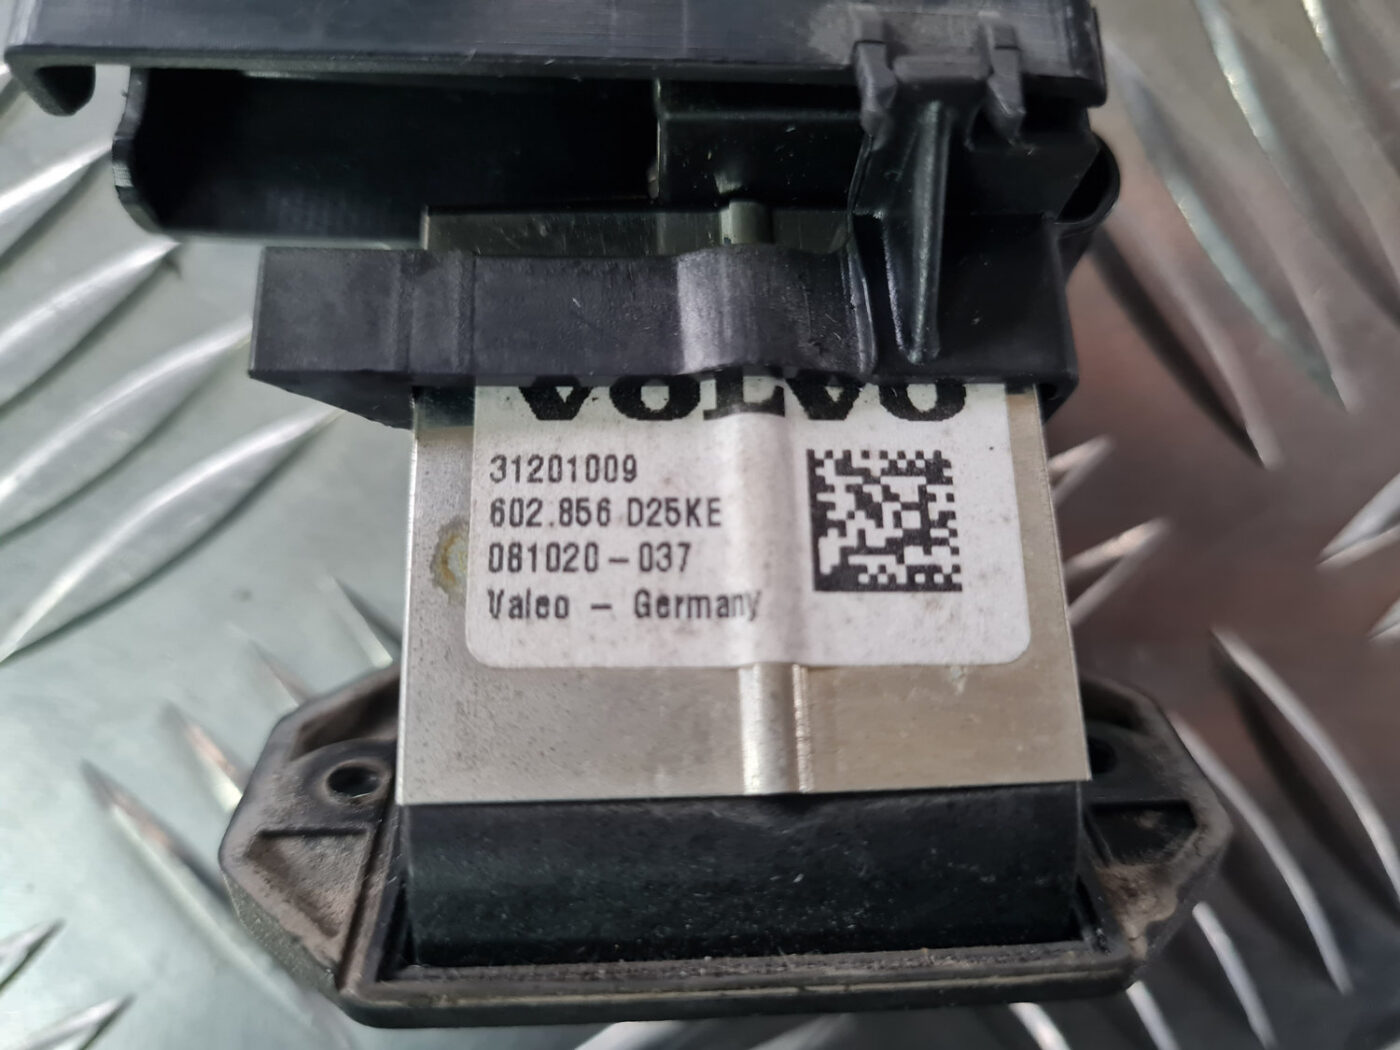 VOLVO
31201009
602.856 D25KE
081020-037
Valeo - Germany